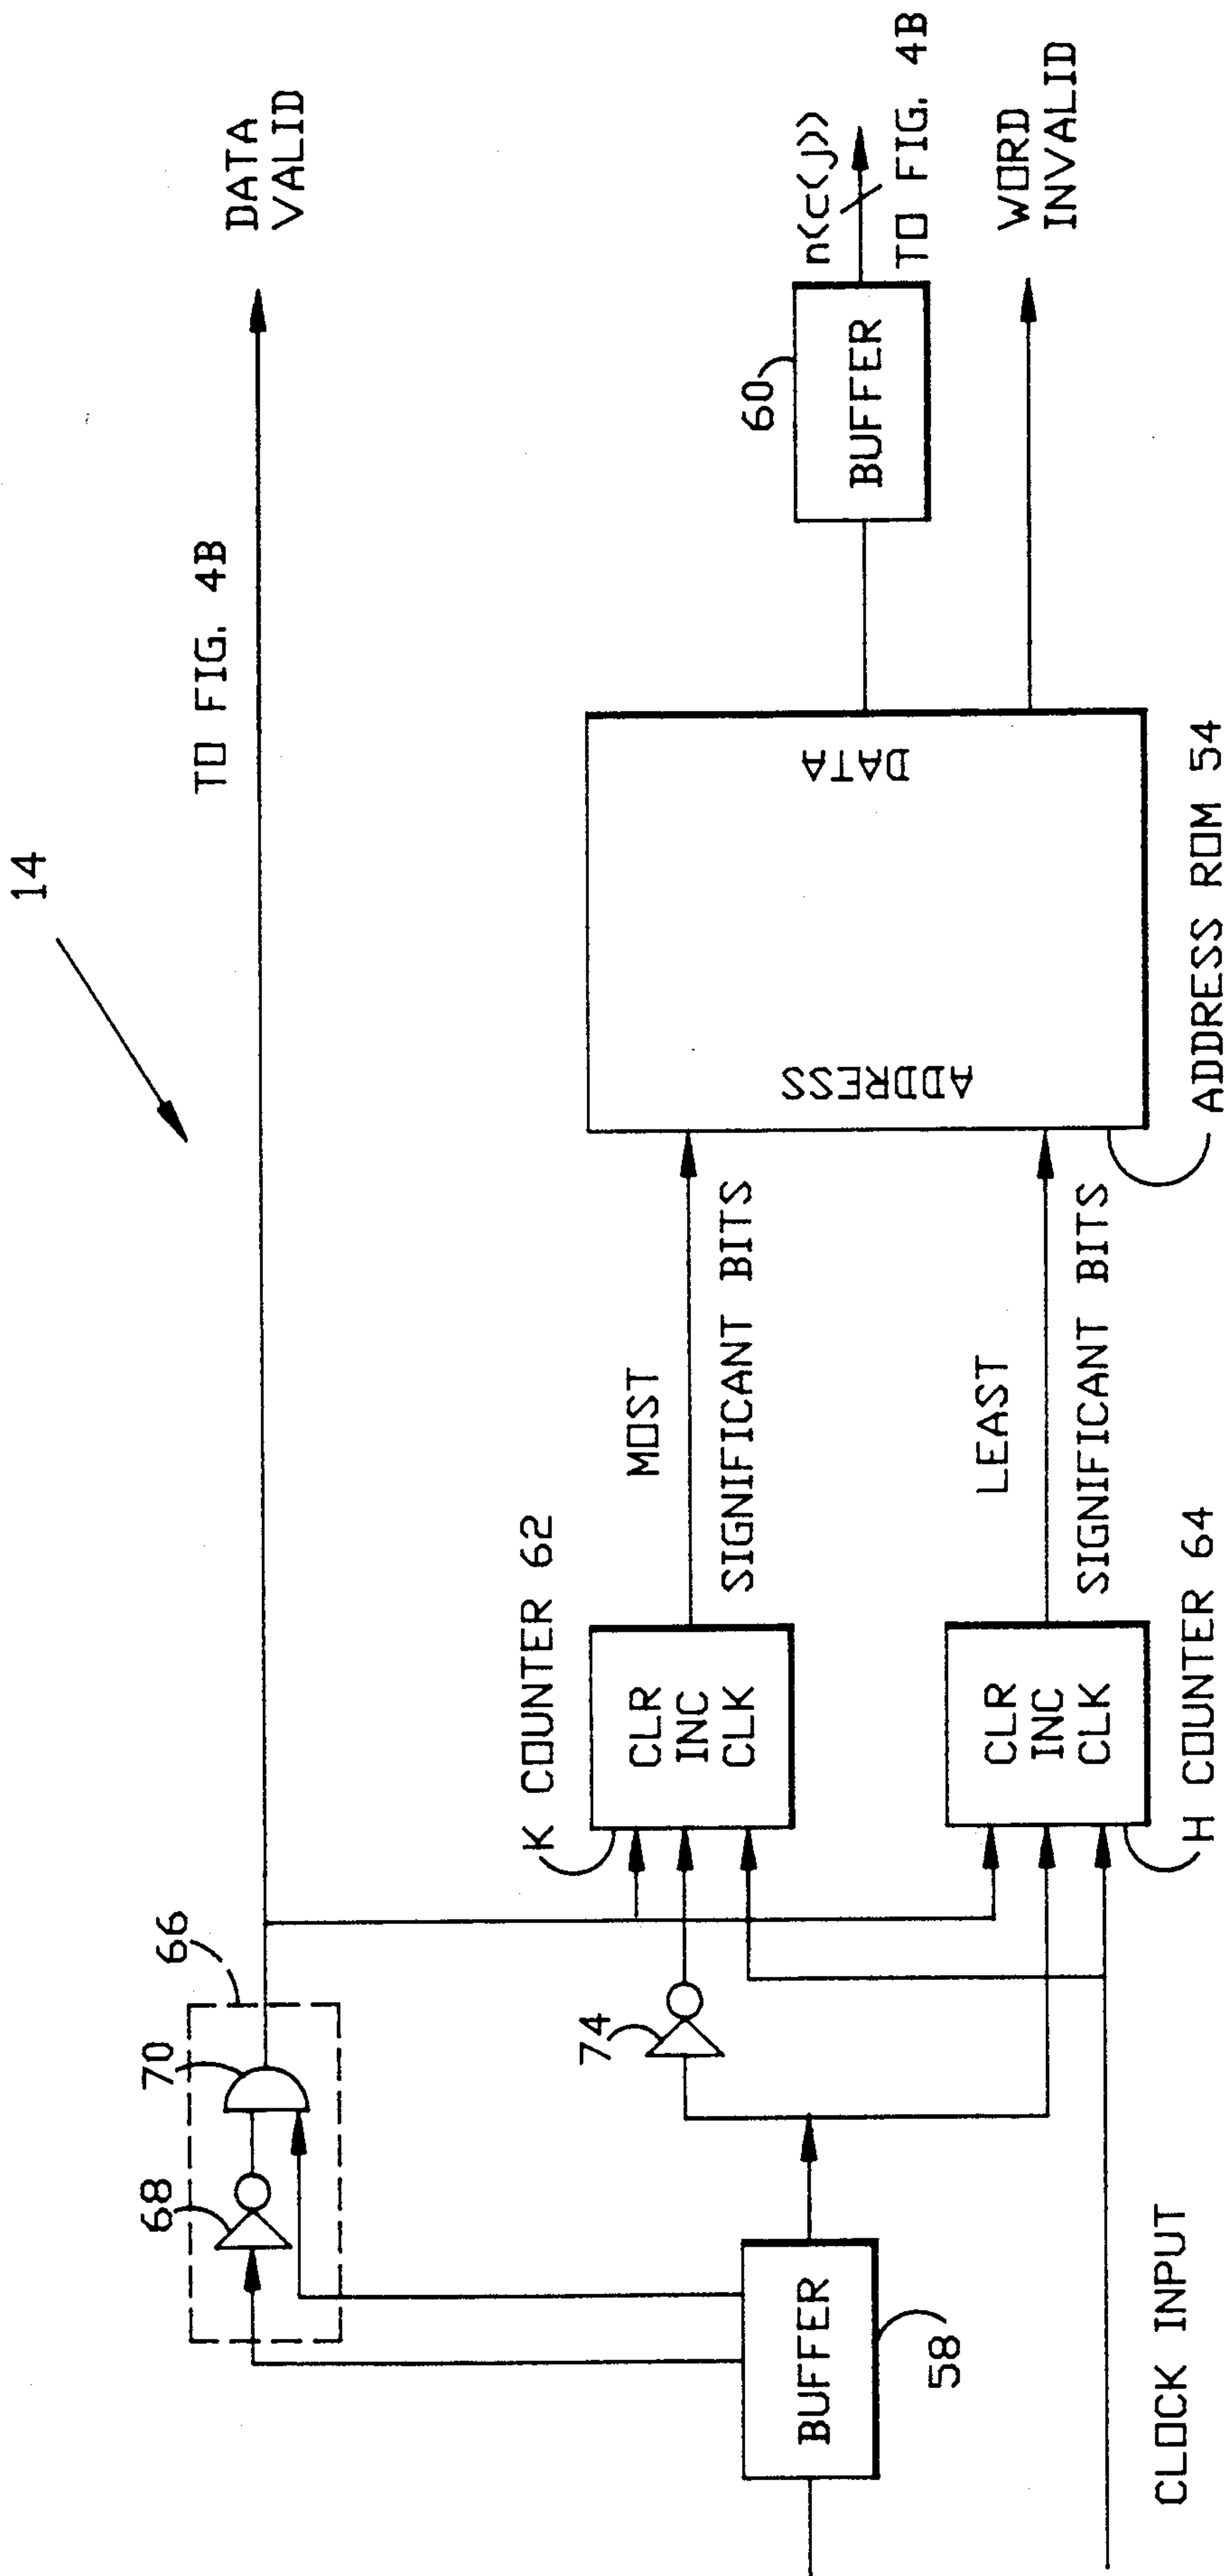 14
TO FIG. 4B
DATA
VALID
66
70
68
K COUNTER 62
CLR
INC
CLK
MOST
SIGNIFICANT BITS
74
BUFFER
58
H COUNTER 64
CLR
INC
CLK
LEAST
SIGNIFICANT BITS
CLOCK INPUT
ADDRESS
DATA
ADDRESS ROM 54
60
BUFFER
n(c(j))
TO FIG. 4B
WORD
INVALID